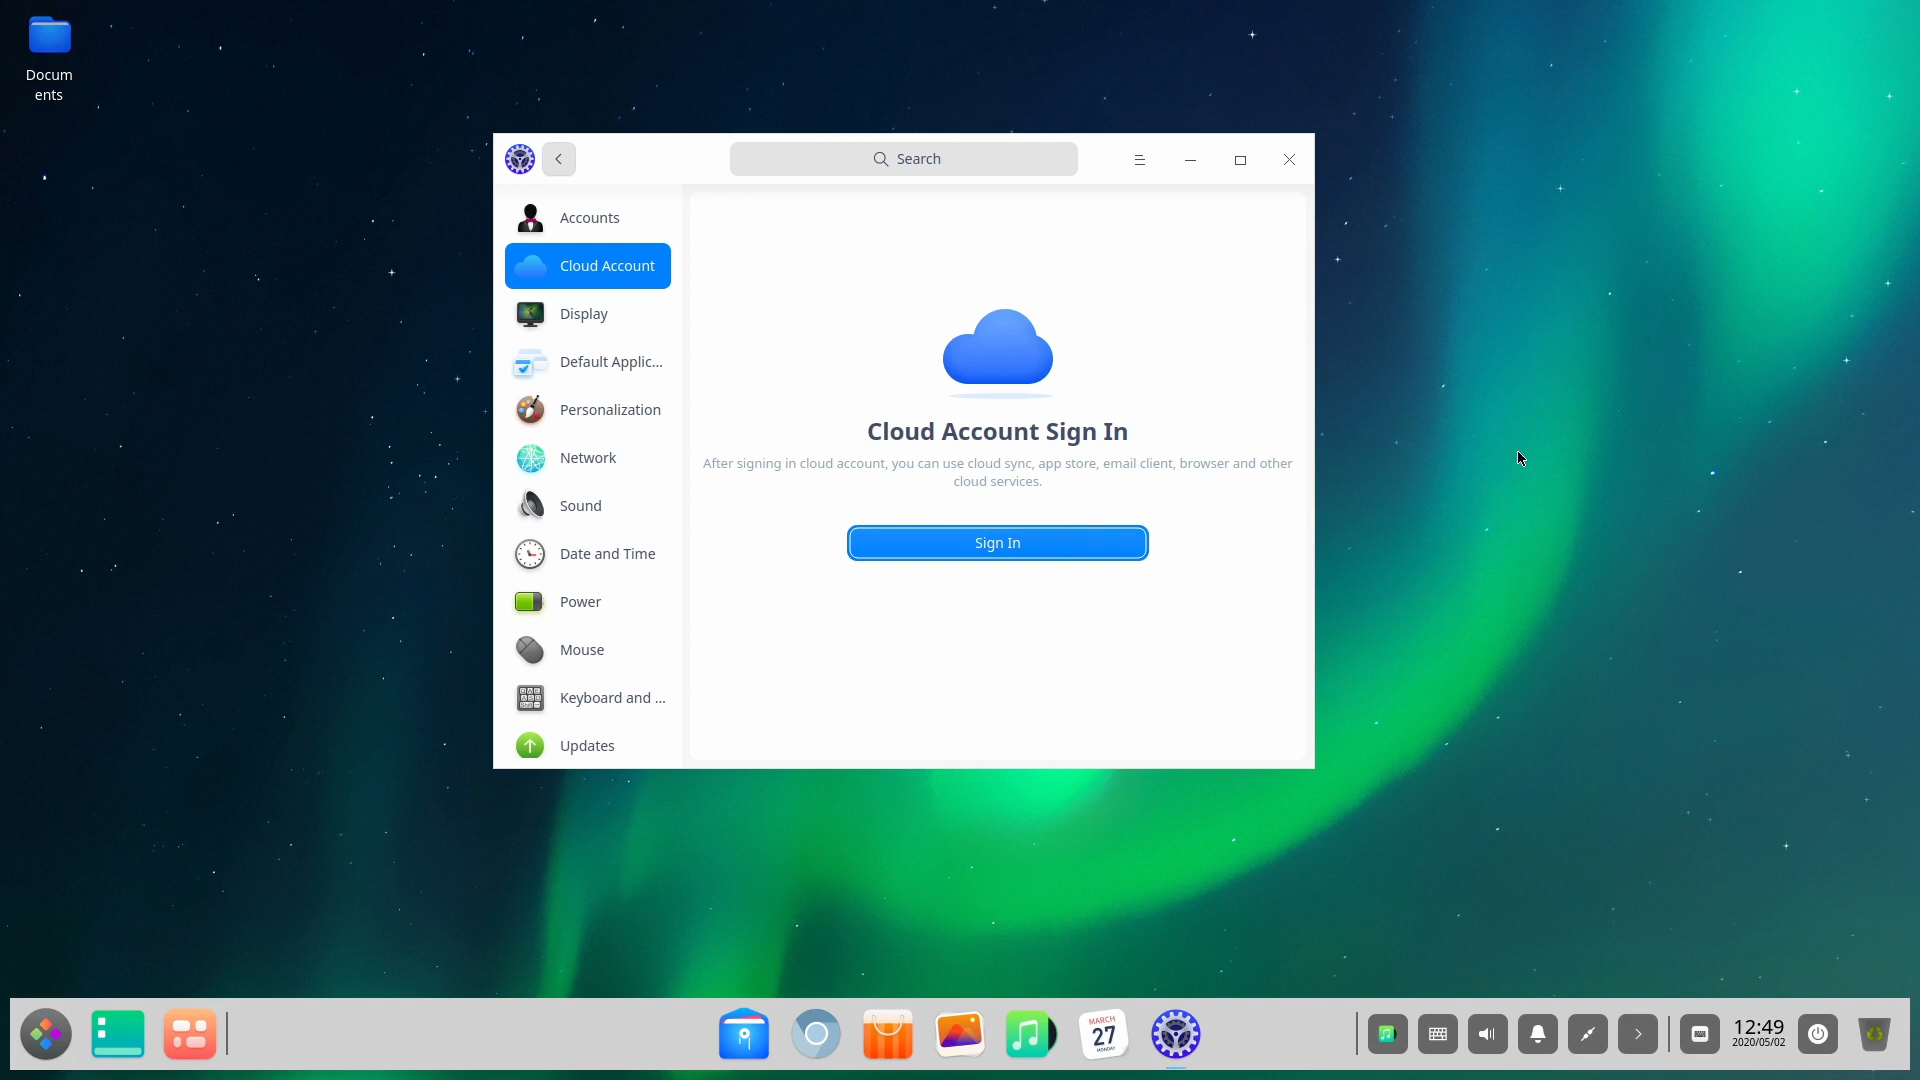 Docum
ents
Search
Accounts
Cloud Account
Display
Default Applic...
Personalization
Network
Sound
Date and Time
Power
Mouse
Keyboard and ...
Updates
Cloud Account Sign In
After signing in cloud account, you can use cloud sync, app store, email client, browser and other
cloud services.
Sign In
MARCH
27
MONDAY
12:49
2020/05/02